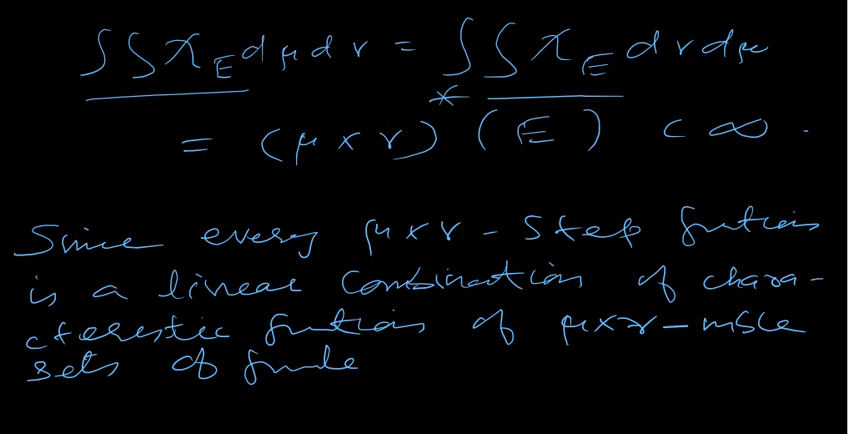 ∫∫ χ_E dμ dν = ∫∫ χ_E dν dμ
*
= (μ × ν)(E) < ∞.
Since every μ×ν - step function
is a linear combination of chara-
cteristic functions of μ×ν - mble
sets of finite